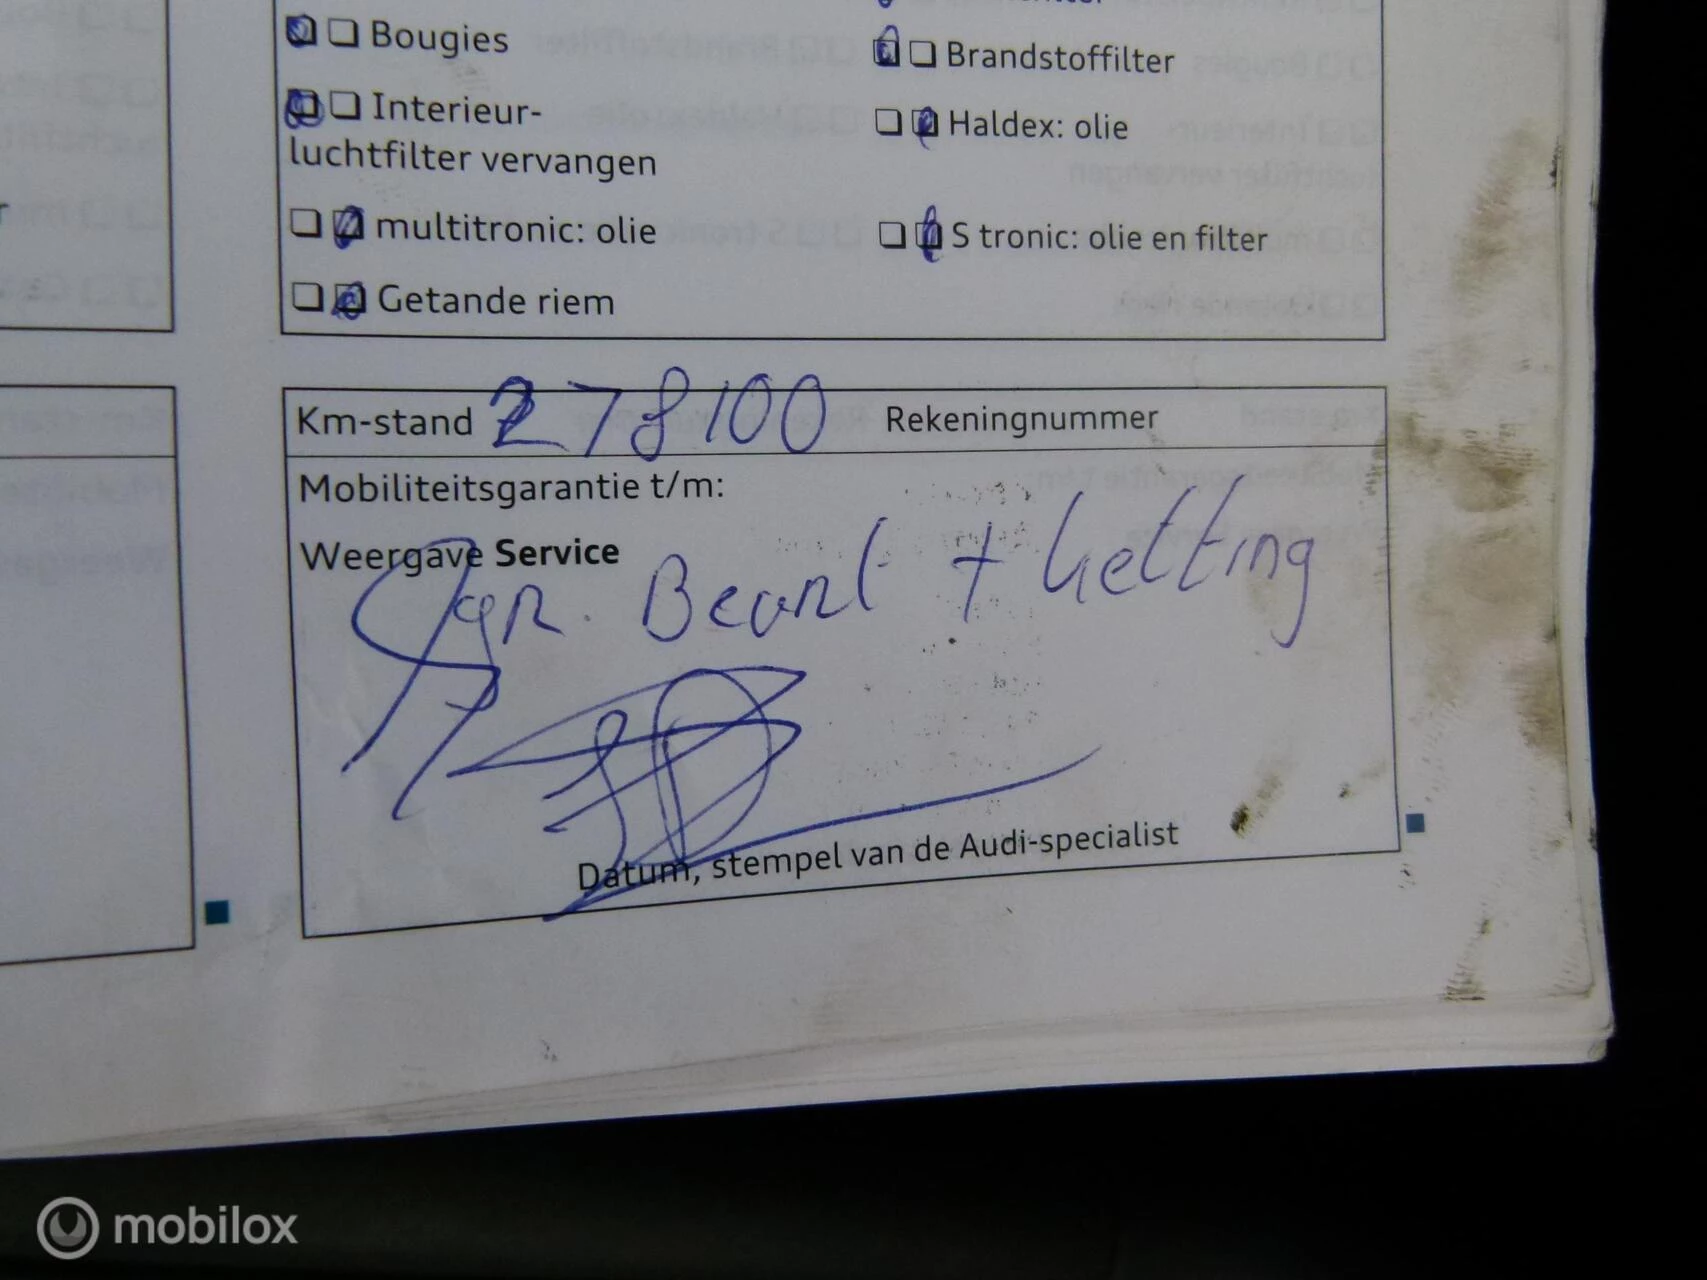 Bougies
Brandstoffilter
Interieur-
luchtfilter vervangen
Haldex: olie
multitronic: olie
S tronic: olie en filter
Getande riem
Km-stand 278100 Rekeningnummer
Mobiliteitsgarantie t/m:
Weergave Service
Beurt + ketting
Datum, stempel van de Audi-specialist
mobilox